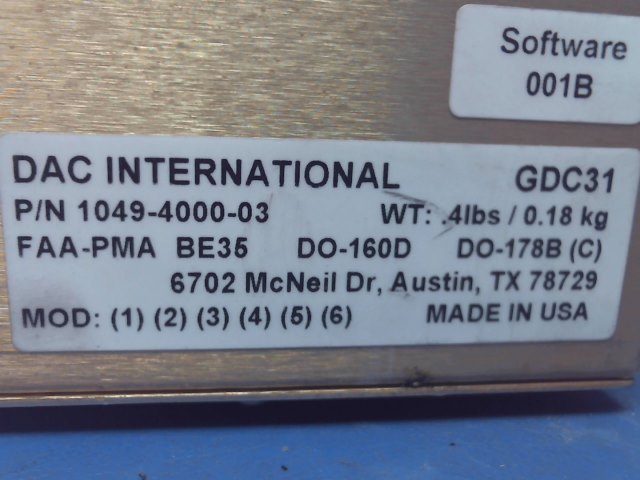 Software
001B
DAC INTERNATIONAL GDC31
P/N 1049-4000-03 WT: .4lbs / 0.18 kg
FAA-PMA BE35 DO-160D DO-178B (C)
6702 McNeil Dr, Austin, TX 78729
MOD: (1) (2) (3) (4) (5) (6) MADE IN USA